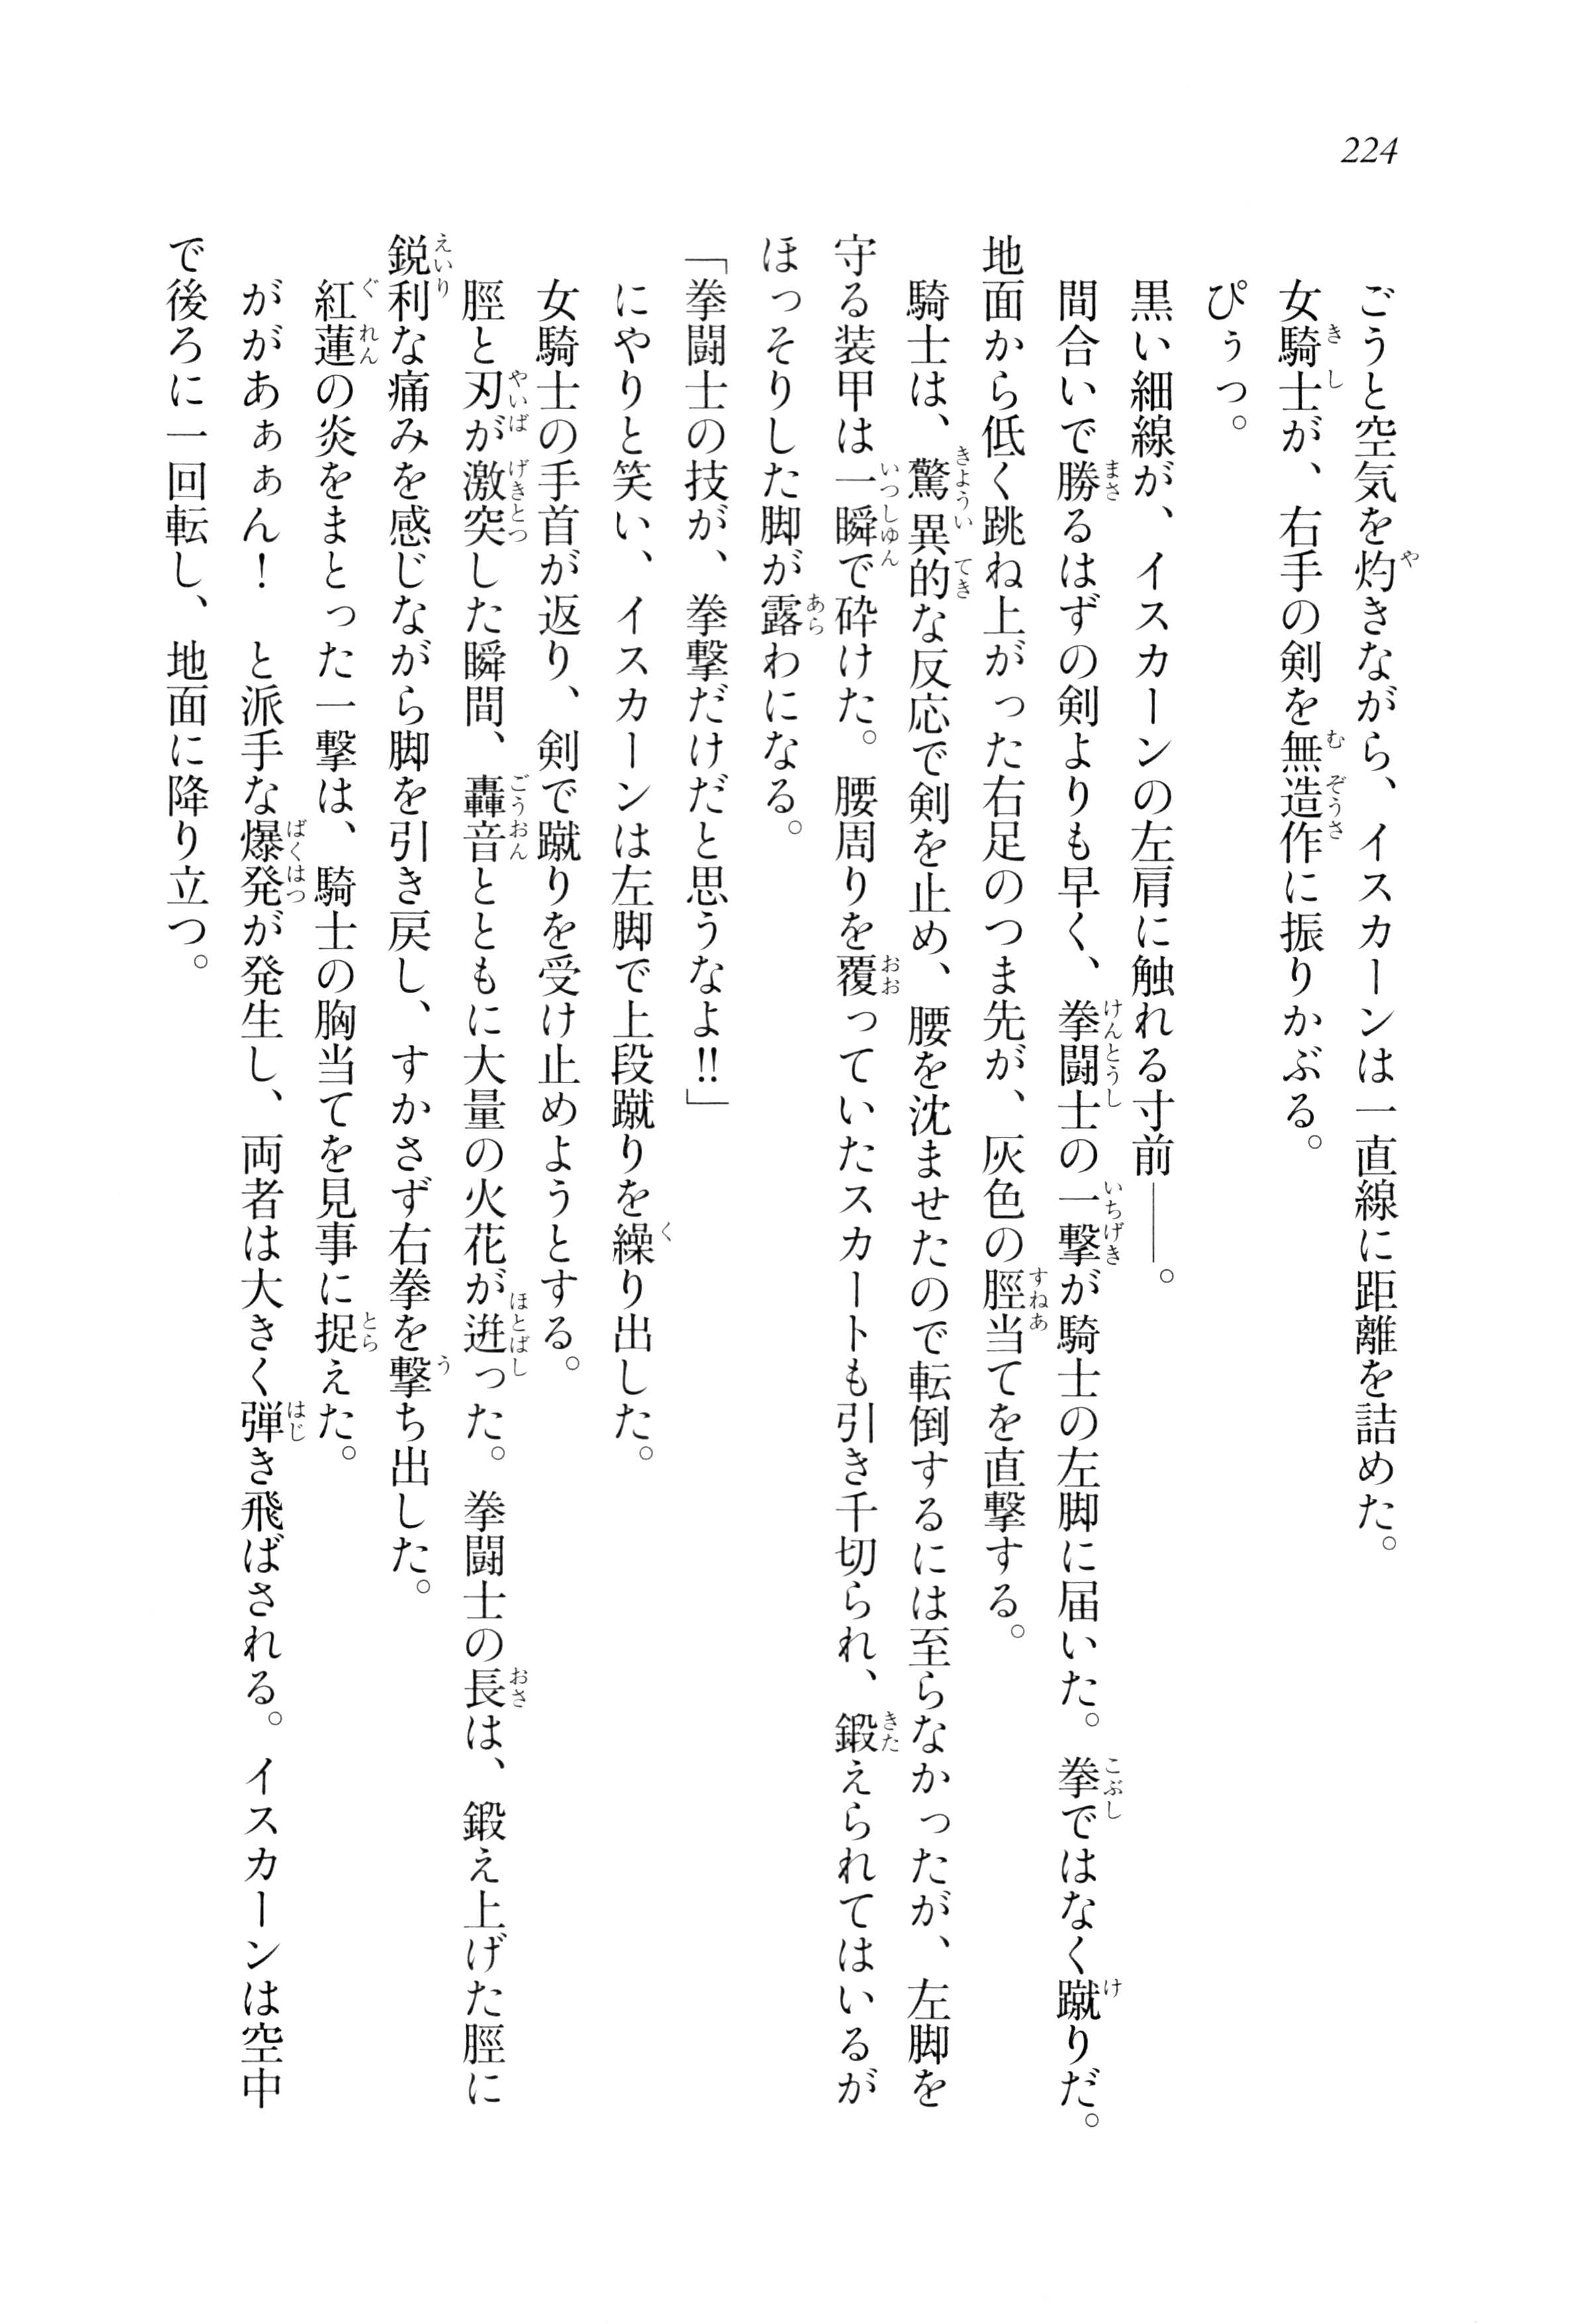 224
ごうと空気を灼きながら、イスカーンは一直線に距離を詰めた。
女騎士が、右手の剣を無造作に振りかぶる。
ぴぅっ。
黒い細線が、イスカーンの左肩に触れる寸前――。
間合いで勝るはずの剣よりも早く、拳闘士の一撃が騎士の左脚に届いた。拳ではなく蹴りだ。
地面から低く跳ね上がった右足のつま先が、灰色の脛当てを直撃する。
騎士は、驚異的な反応で剣を止め、腰を沈ませたので転倒するには至らなかったが、左脚を
守る装甲は一瞬で砕けた。腰周りを覆っていたスカートも引き千切られ、鍛えられてはいるが
ほっそりした脚が露わになる。
「拳闘士の技が、拳撃だけだと思うなよ!!」
にやりと笑い、イスカーンは左脚で上段蹴りを繰り出した。
女騎士の手首が返り、剣で蹴りを受け止めようとする。
脛と刃が激突した瞬間、轟音とともに大量の火花が迸った。拳闘士の長は、鍛え上げた脛に
鋭利な痛みを感じながら脚を引き戻し、すかさず右拳を撃ち出した。
紅蓮の炎をまとった一撃は、騎士の胸当てを見事に捉えた。
ががあぁぁん！　と派手な爆発が発生し、両者は大きく弾き飛ばされる。イスカーンは空中
で後ろに一回転し、地面に降り立つ。